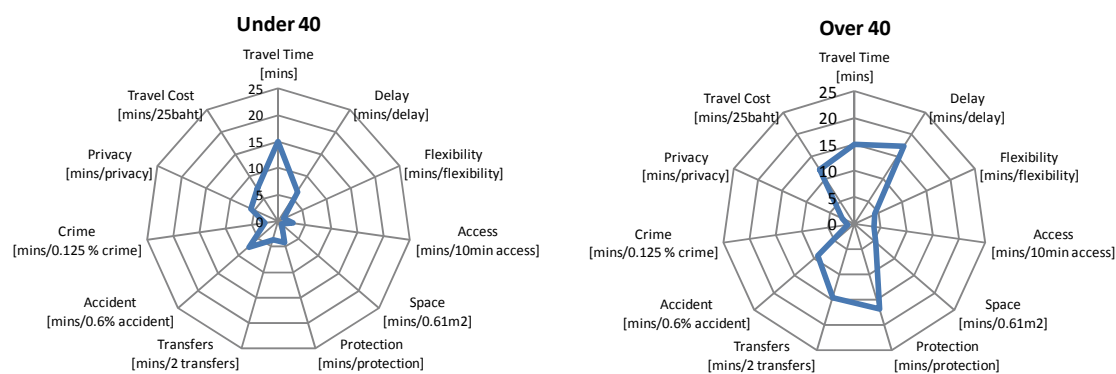 Under 40
Travel Time
[mins]
25
20
15
10
5
0
Delay
[mins/delay]
Flexibility
[mins/flexibility]
Access
[mins/10min access]
Space
[mins/0.61m2]
Protection
[mins/protection]
Transfers
[mins/2 transfers]
Accident
[mins/0.6% accident]
Crime
[mins/0.125 % crime]
Privacy
[mins/privacy]
Travel Cost
[mins/25baht]
Over 40
Travel Time
[mins]
25
20
15
10
5
0
Delay
[mins/delay]
Flexibility
[mins/flexibility]
Access
[mins/10min access]
Space
[mins/0.61m2]
Protection
[mins/protection]
Transfers
[mins/2 transfers]
Accident
[mins/0.6% accident]
Crime
[mins/0.125 % crime]
Privacy
[mins/privacy]
Travel Cost
[mins/25baht]